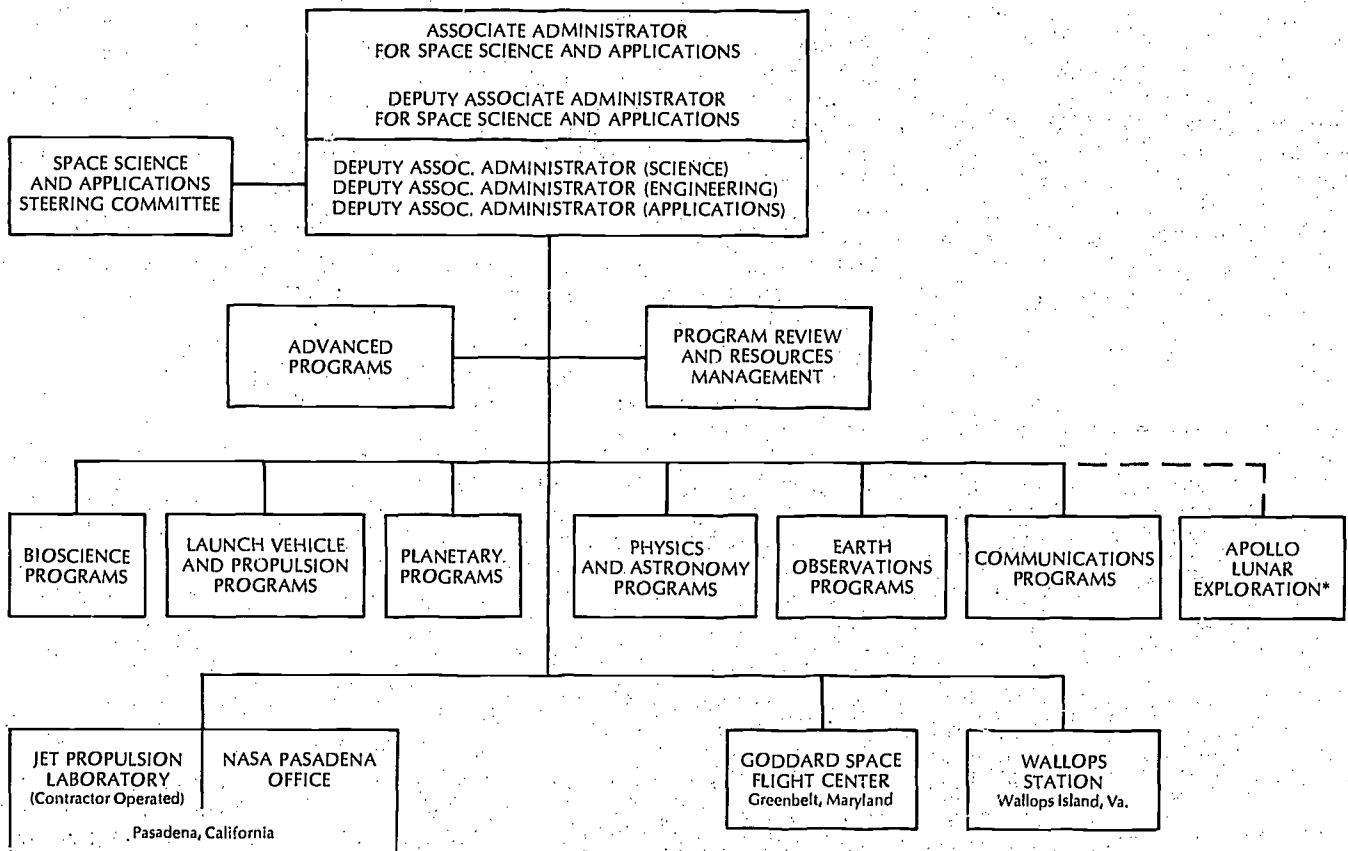 ASSOCIATE ADMINISTRATOR
FOR SPACE SCIENCE AND APPLICATIONS
DEPUTY ASSOCIATE ADMINISTRATOR
FOR SPACE SCIENCE AND APPLICATIONS
SPACE SCIENCE
AND APPLICATIONS
STEERING COMMITTEE
DEPUTY ASSOC. ADMINISTRATOR (SCIENCE)
DEPUTY ASSOC. ADMINISTRATOR (ENGINEERING)
DEPUTY ASSOC. ADMINISTRATOR (APPLICATIONS)
ADVANCED
PROGRAMS
PROGRAM REVIEW
AND RESOURCES
MANAGEMENT
BIOSCIENCE
PROGRAMS
LAUNCH VEHICLE
AND PROPULSION
PROGRAMS
PLANETARY
PROGRAMS
PHYSICS
AND ASTRONOMY
PROGRAMS
EARTH
OBSERVATIONS
PROGRAMS
COMMUNICATIONS
PROGRAMS
APOLLO
LUNAR
EXPLORATION*
JET PROPULSION
LABORATORY
(Contractor Operated)
NASA PASADENA
OFFICE
Pasadena, California
GODDARD SPACE
FLIGHT CENTER
Greenbelt, Maryland
WALLOPS
STATION
Wallops Island, Va.